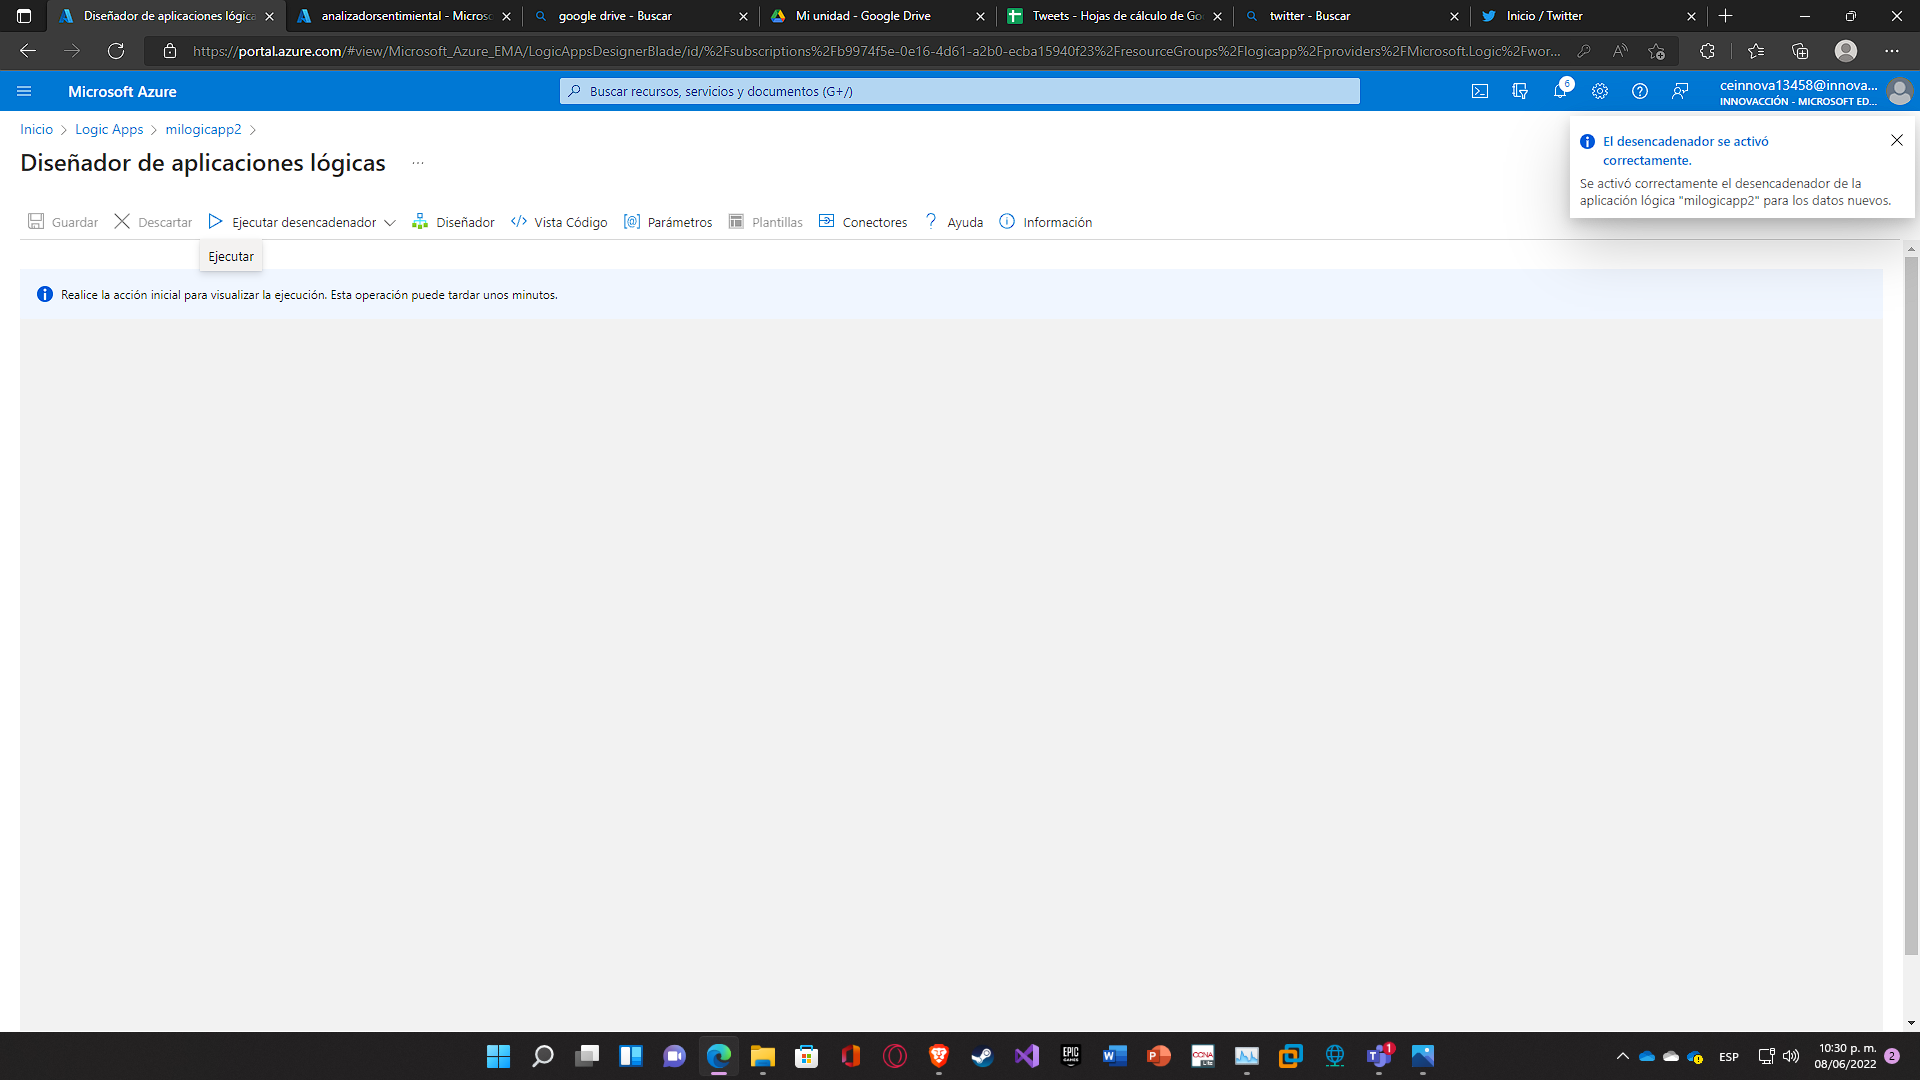 Diseñador de aplicaciones lógica
analizadorsentimiental - Micros
google drive - Buscar
Mi unidad - Google Drive
Tweets - Hojas de cálculo de Go
twitter - Buscar
Inicio / Twitter
https://portal.azure.com/#view/Microsoft_Azure_EMA/LogicAppsDesignerBlade/id/%2Fsubscriptions%2Fb9974f5e-0e16-4d61-a2b0-ecba15940f23%2FresourceGroups%2Flogicapp%2Fproviders%2FMicrosoft.Logic%2Fwor...
Microsoft Azure
Buscar recursos, servicios y documentos (G+/)
6
ceinnova13458@innova...
INNOVACCIÓN - MICROSOFT ED...
Inicio > Logic Apps > milogicapp2 >
Diseñador de aplicaciones lógicas ...
El desencadenador se activó
correctamente.
Se activó correctamente el desencadenador de la
aplicación lógica "milogicapp2" para los datos nuevos.
Guardar
Descartar
Ejecutar desencadenador
Diseñador
Vista Código
Parámetros
Plantillas
Conectores
Ayuda
Información
Ejecutar
Realice la acción inicial para visualizar la ejecución. Esta operación puede tardar unos minutos.
EPIC
GAMES
CCNA
1
ESP
10:30 p. m.
08/06/2022
2